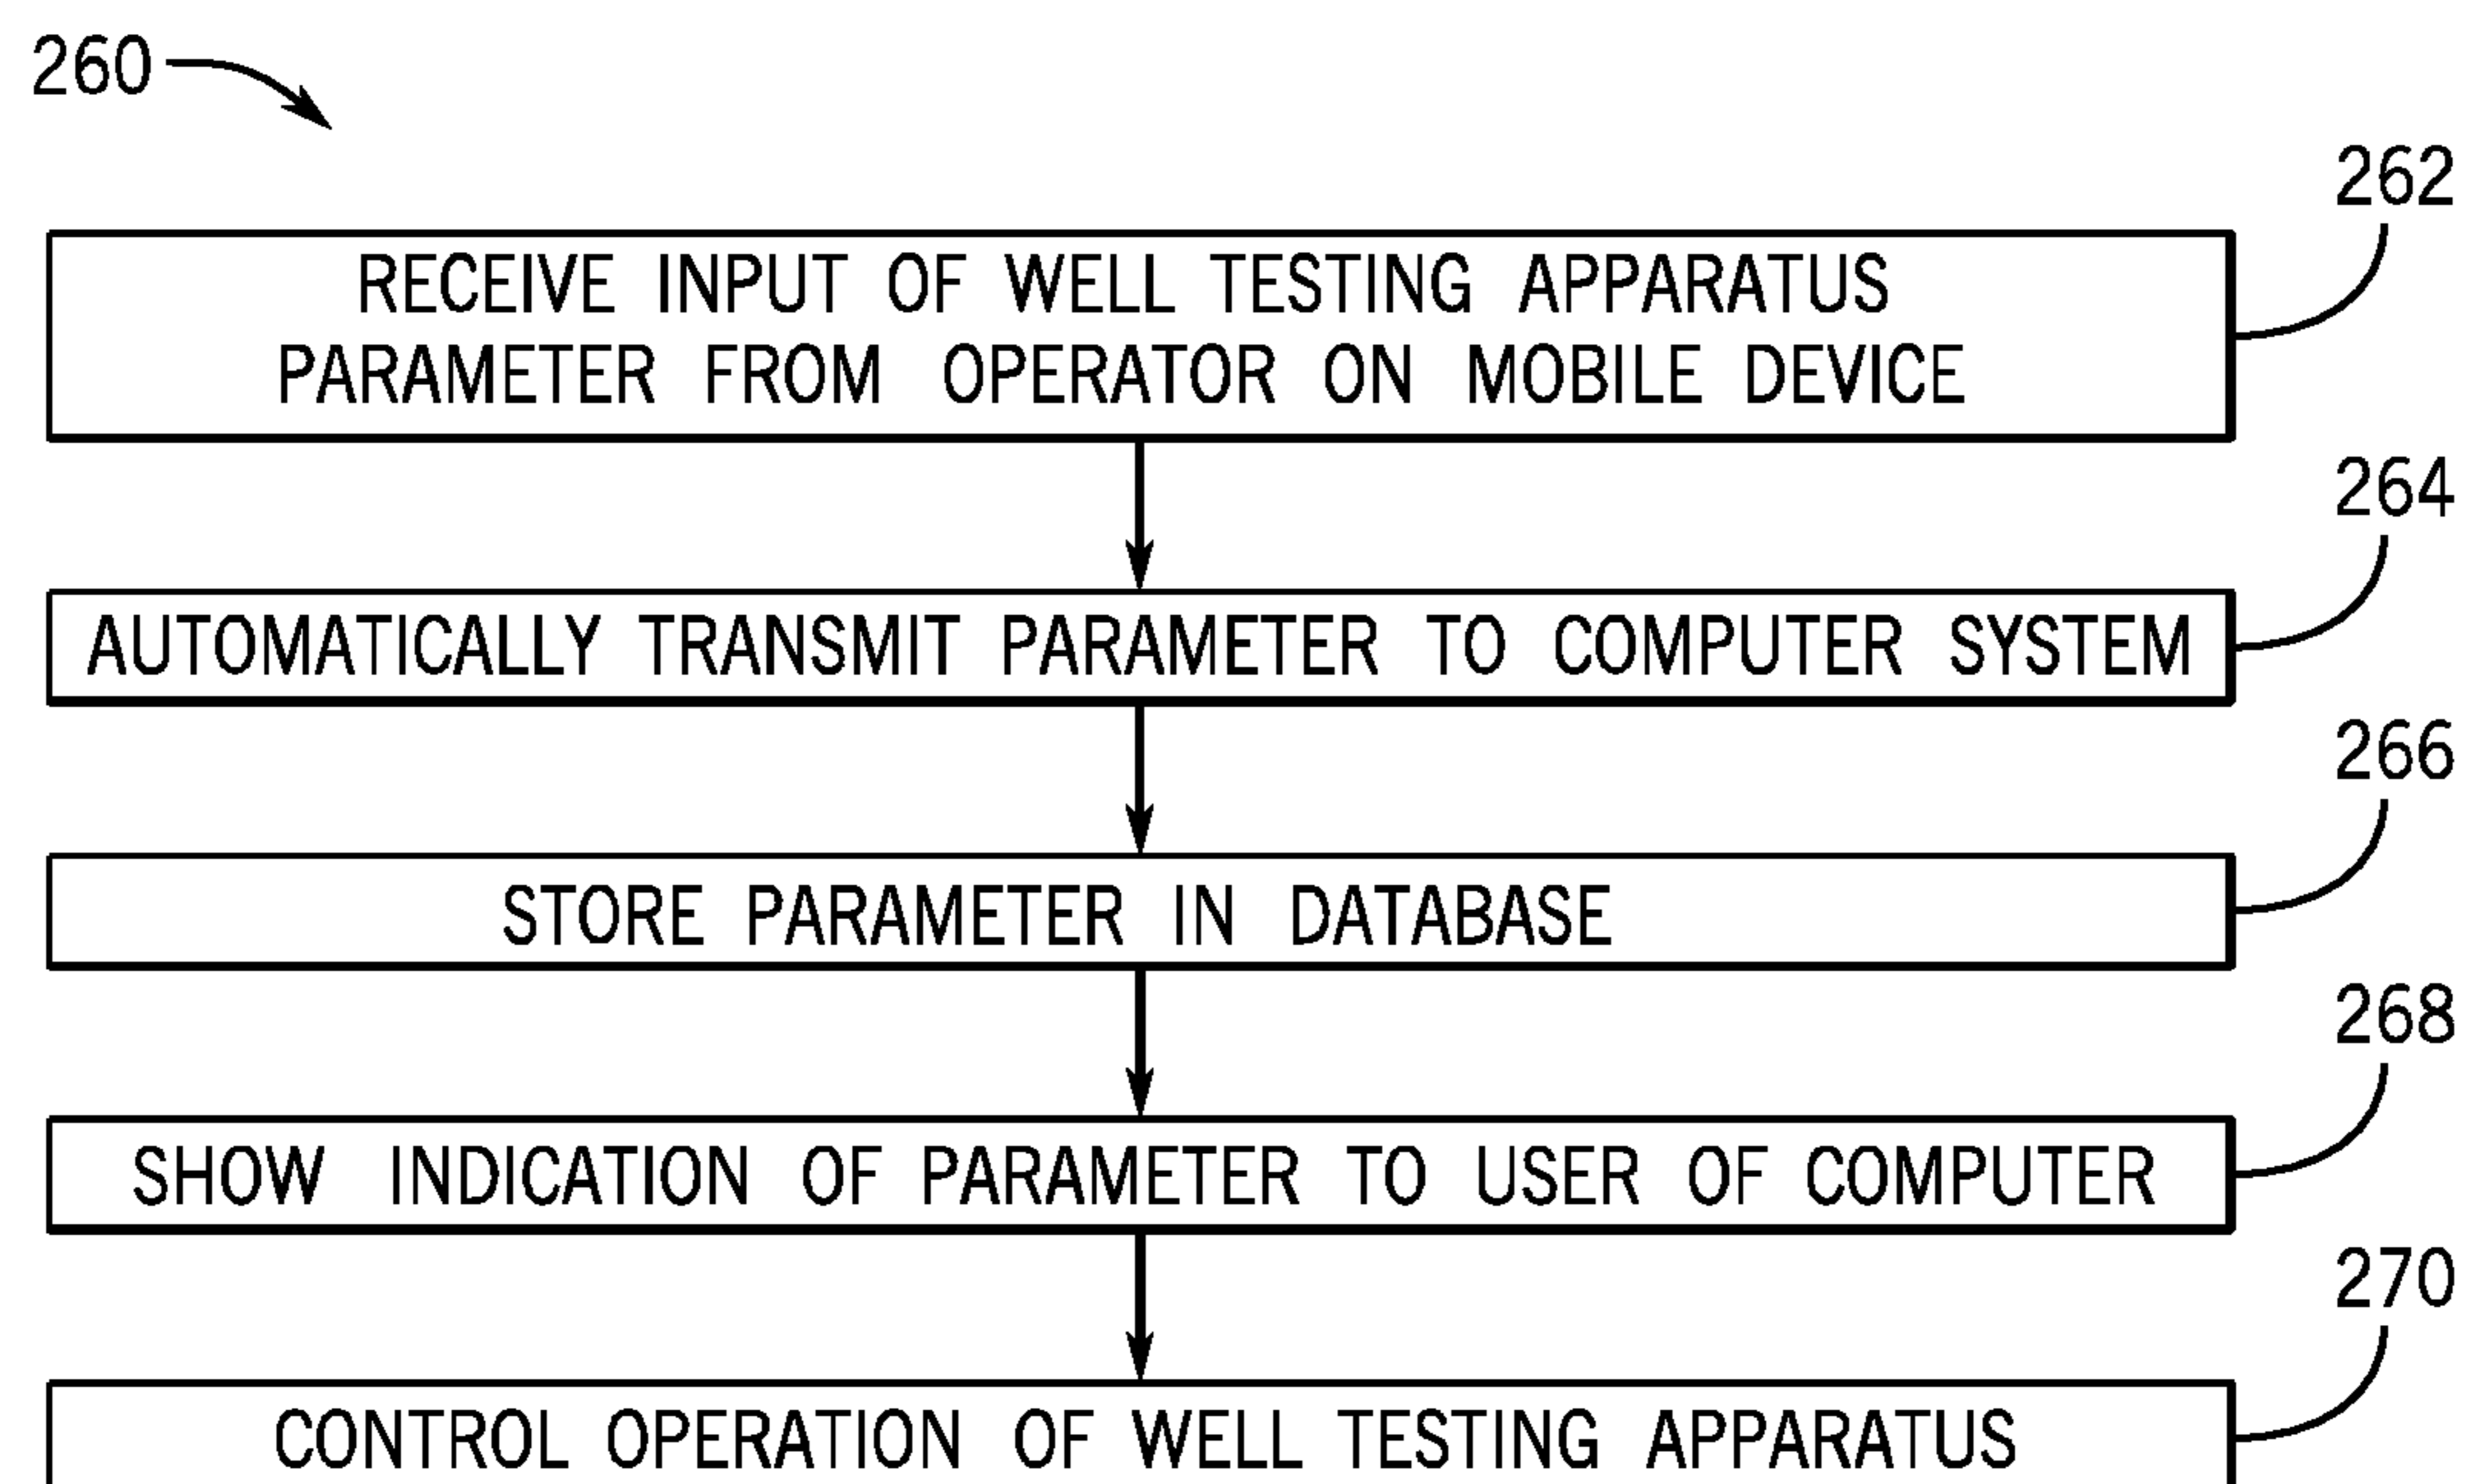 260
262
RECEIVE INPUT OF WELL TESTING APPARATUS
PARAMETER FROM OPERATOR ON MOBILE DEVICE
264
AUTOMATICALLY TRANSMIT PARAMETER TO COMPUTER SYSTEM
266
STORE PARAMETER IN DATABASE
268
SHOW INDICATION OF PARAMETER TO USER OF COMPUTER
270
CONTROL OPERATION OF WELL TESTING APPARATUS